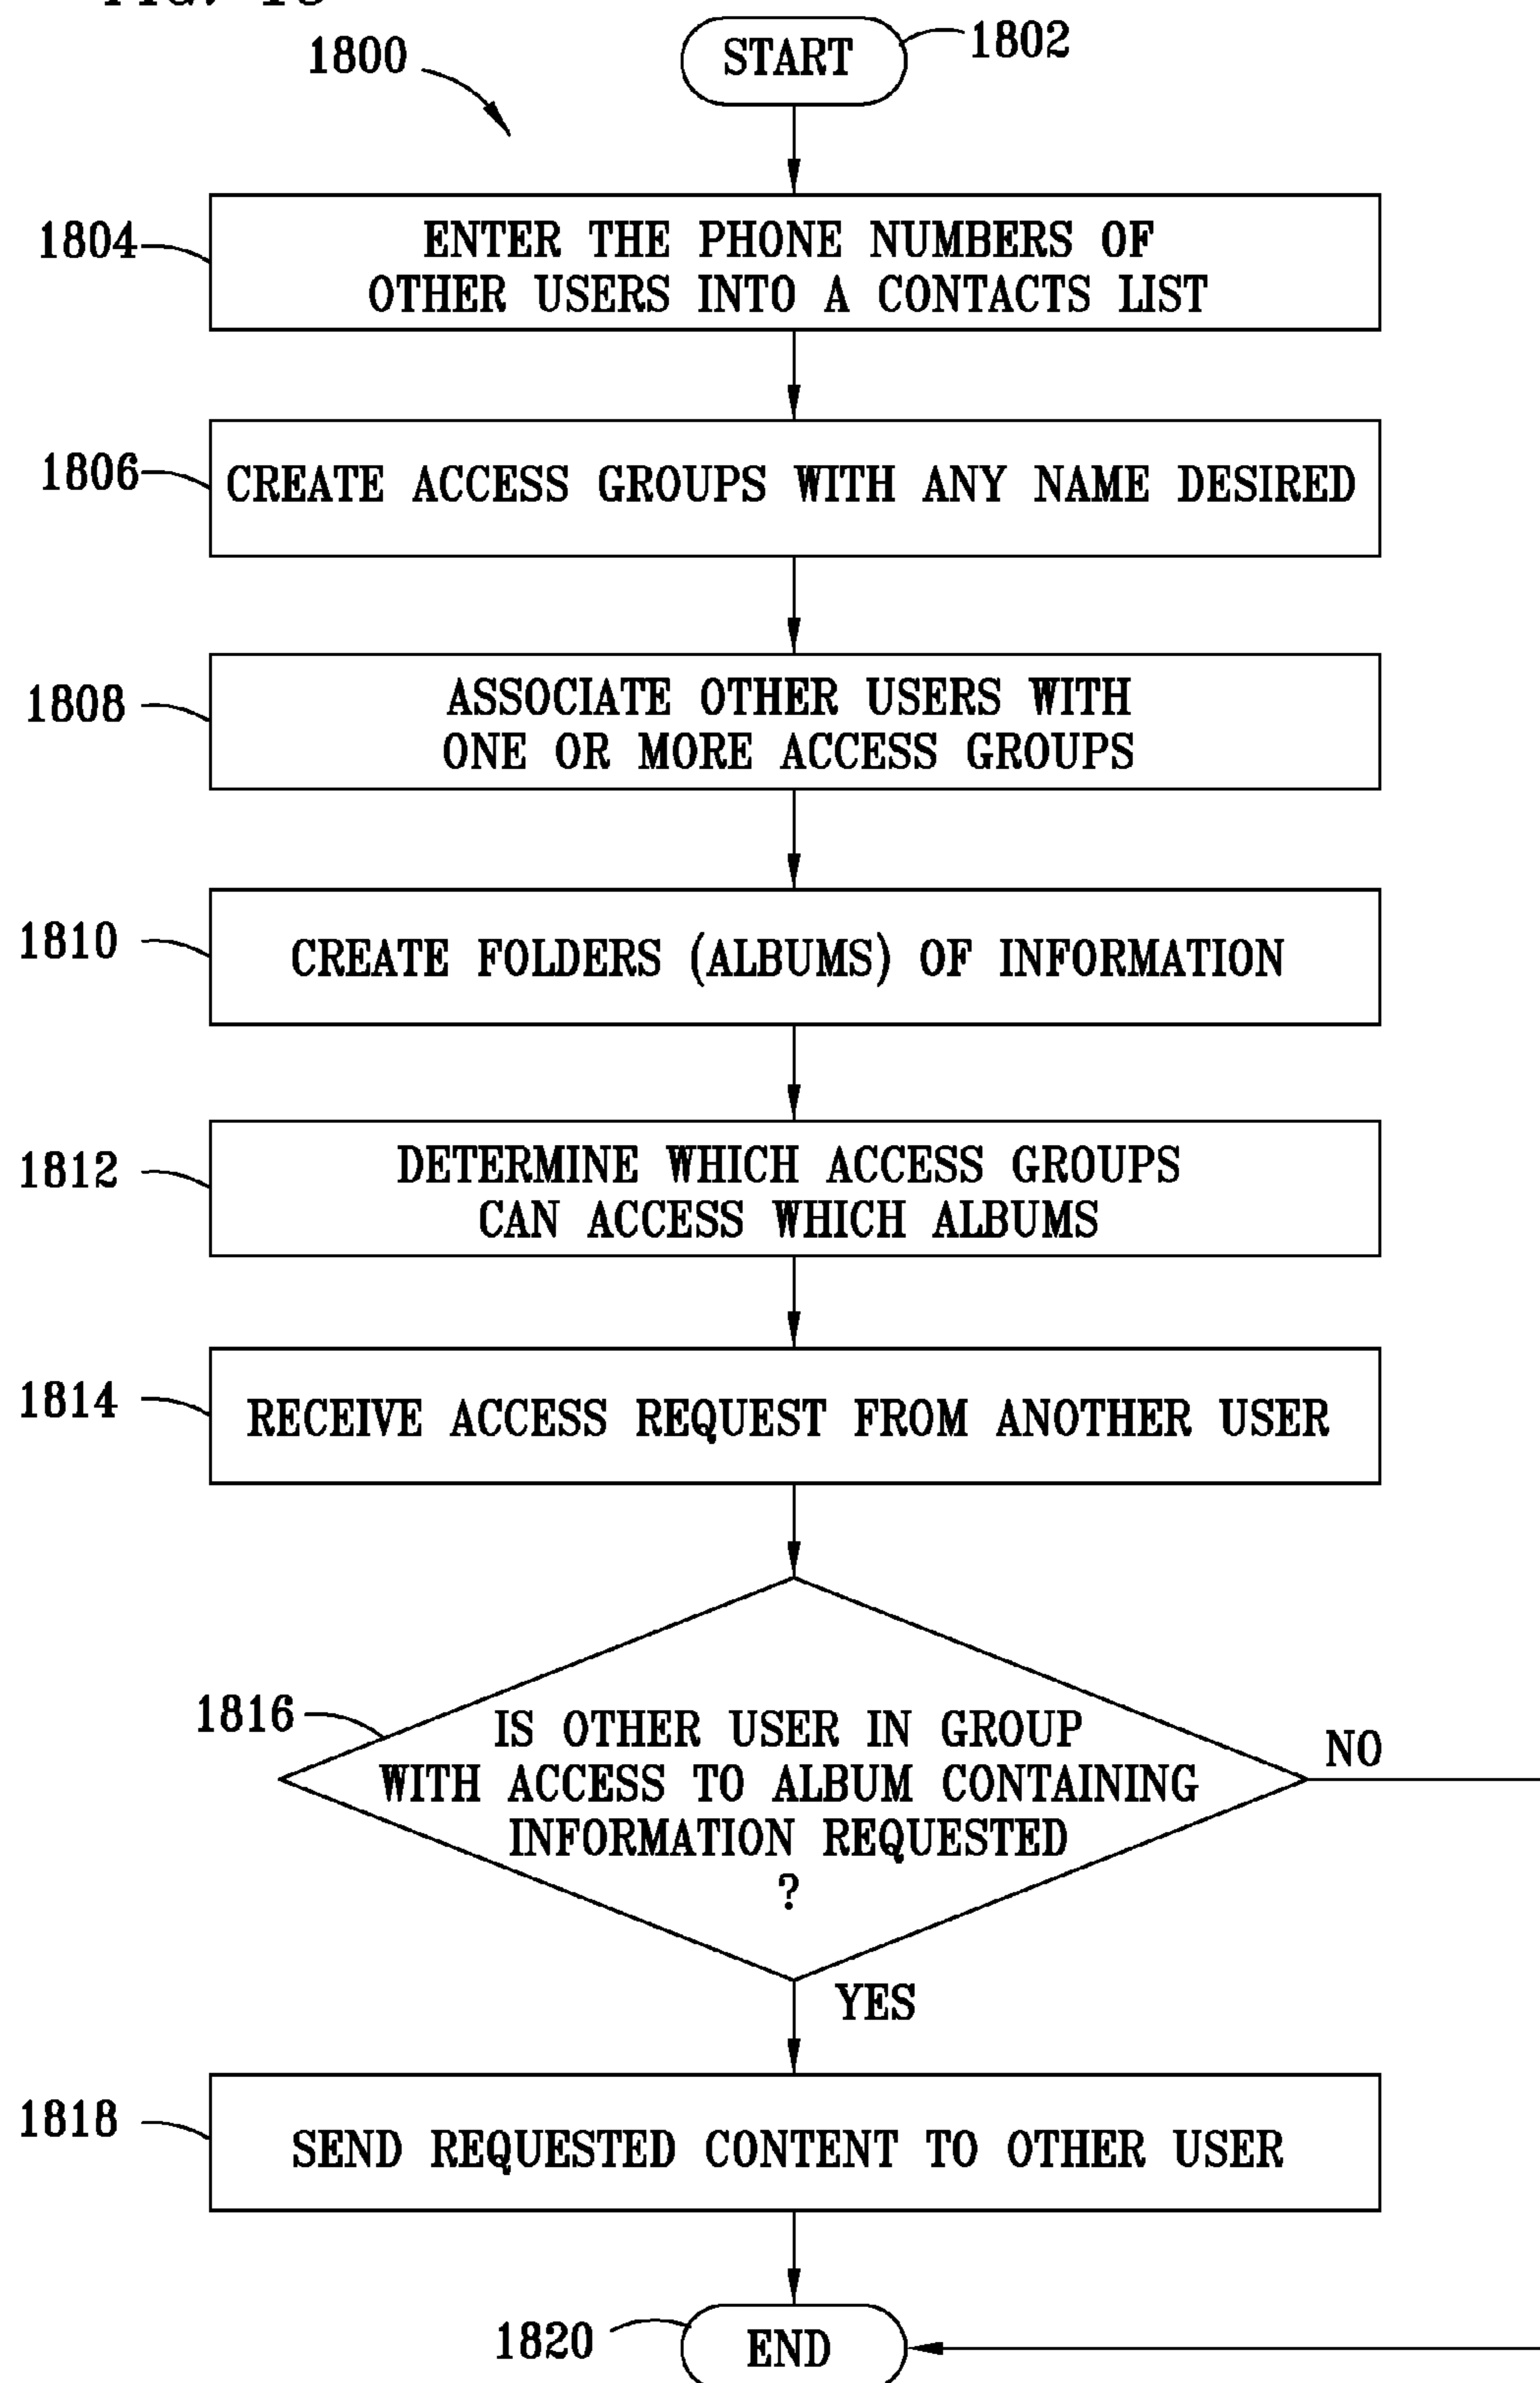 1800
START
1802
1804
ENTER THE PHONE NUMBERS OF
OTHER USERS INTO A CONTACTS LIST
1806
CREATE ACCESS GROUPS WITH ANY NAME DESIRED
1808
ASSOCIATE OTHER USERS WITH
ONE OR MORE ACCESS GROUPS
1810
CREATE FOLDERS (ALBUMS) OF INFORMATION
1812
DETERMINE WHICH ACCESS GROUPS
CAN ACCESS WHICH ALBUMS
1814
RECEIVE ACCESS REQUEST FROM ANOTHER USER
1816
IS OTHER USER IN GROUP
WITH ACCESS TO ALBUM CONTAINING
INFORMATION REQUESTED
?
NO
YES
1818
SEND REQUESTED CONTENT TO OTHER USER
1820
END